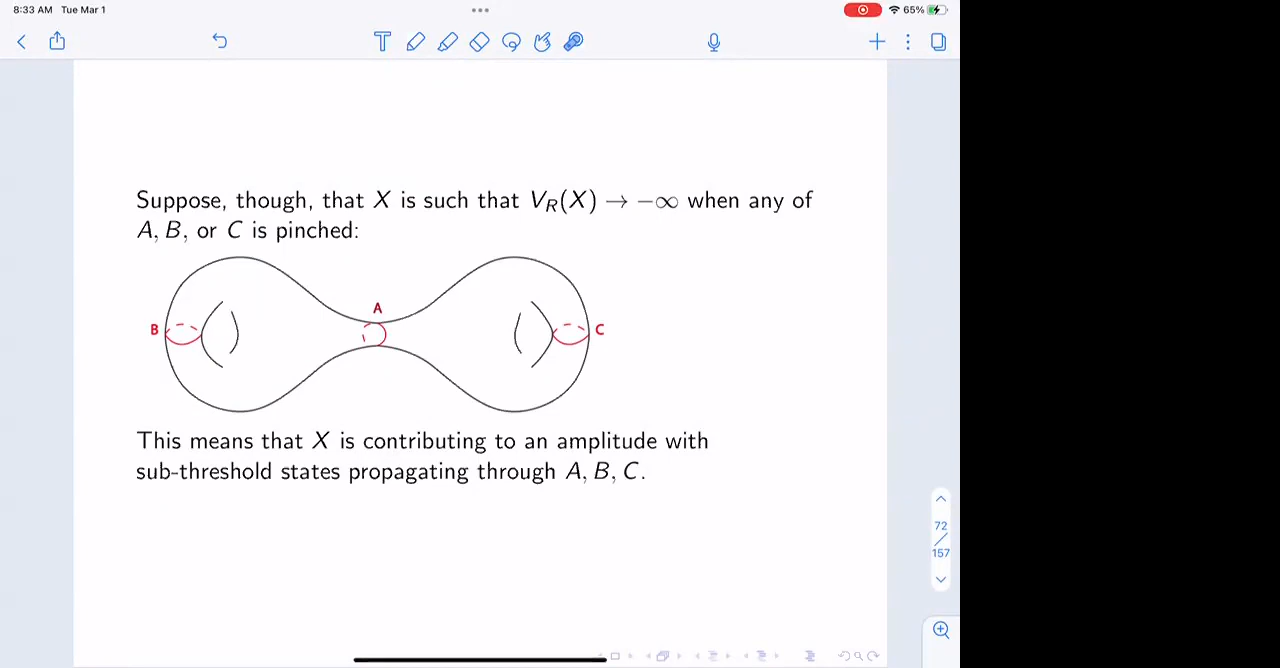 8:33 AM Tue Mar 1
65%
Suppose, though, that X is such that V_R(X) → −∞ when any of
A, B, or C is pinched:
A
B
C
This means that X is contributing to an amplitude with
sub-threshold states propagating through A, B, C.
72
157